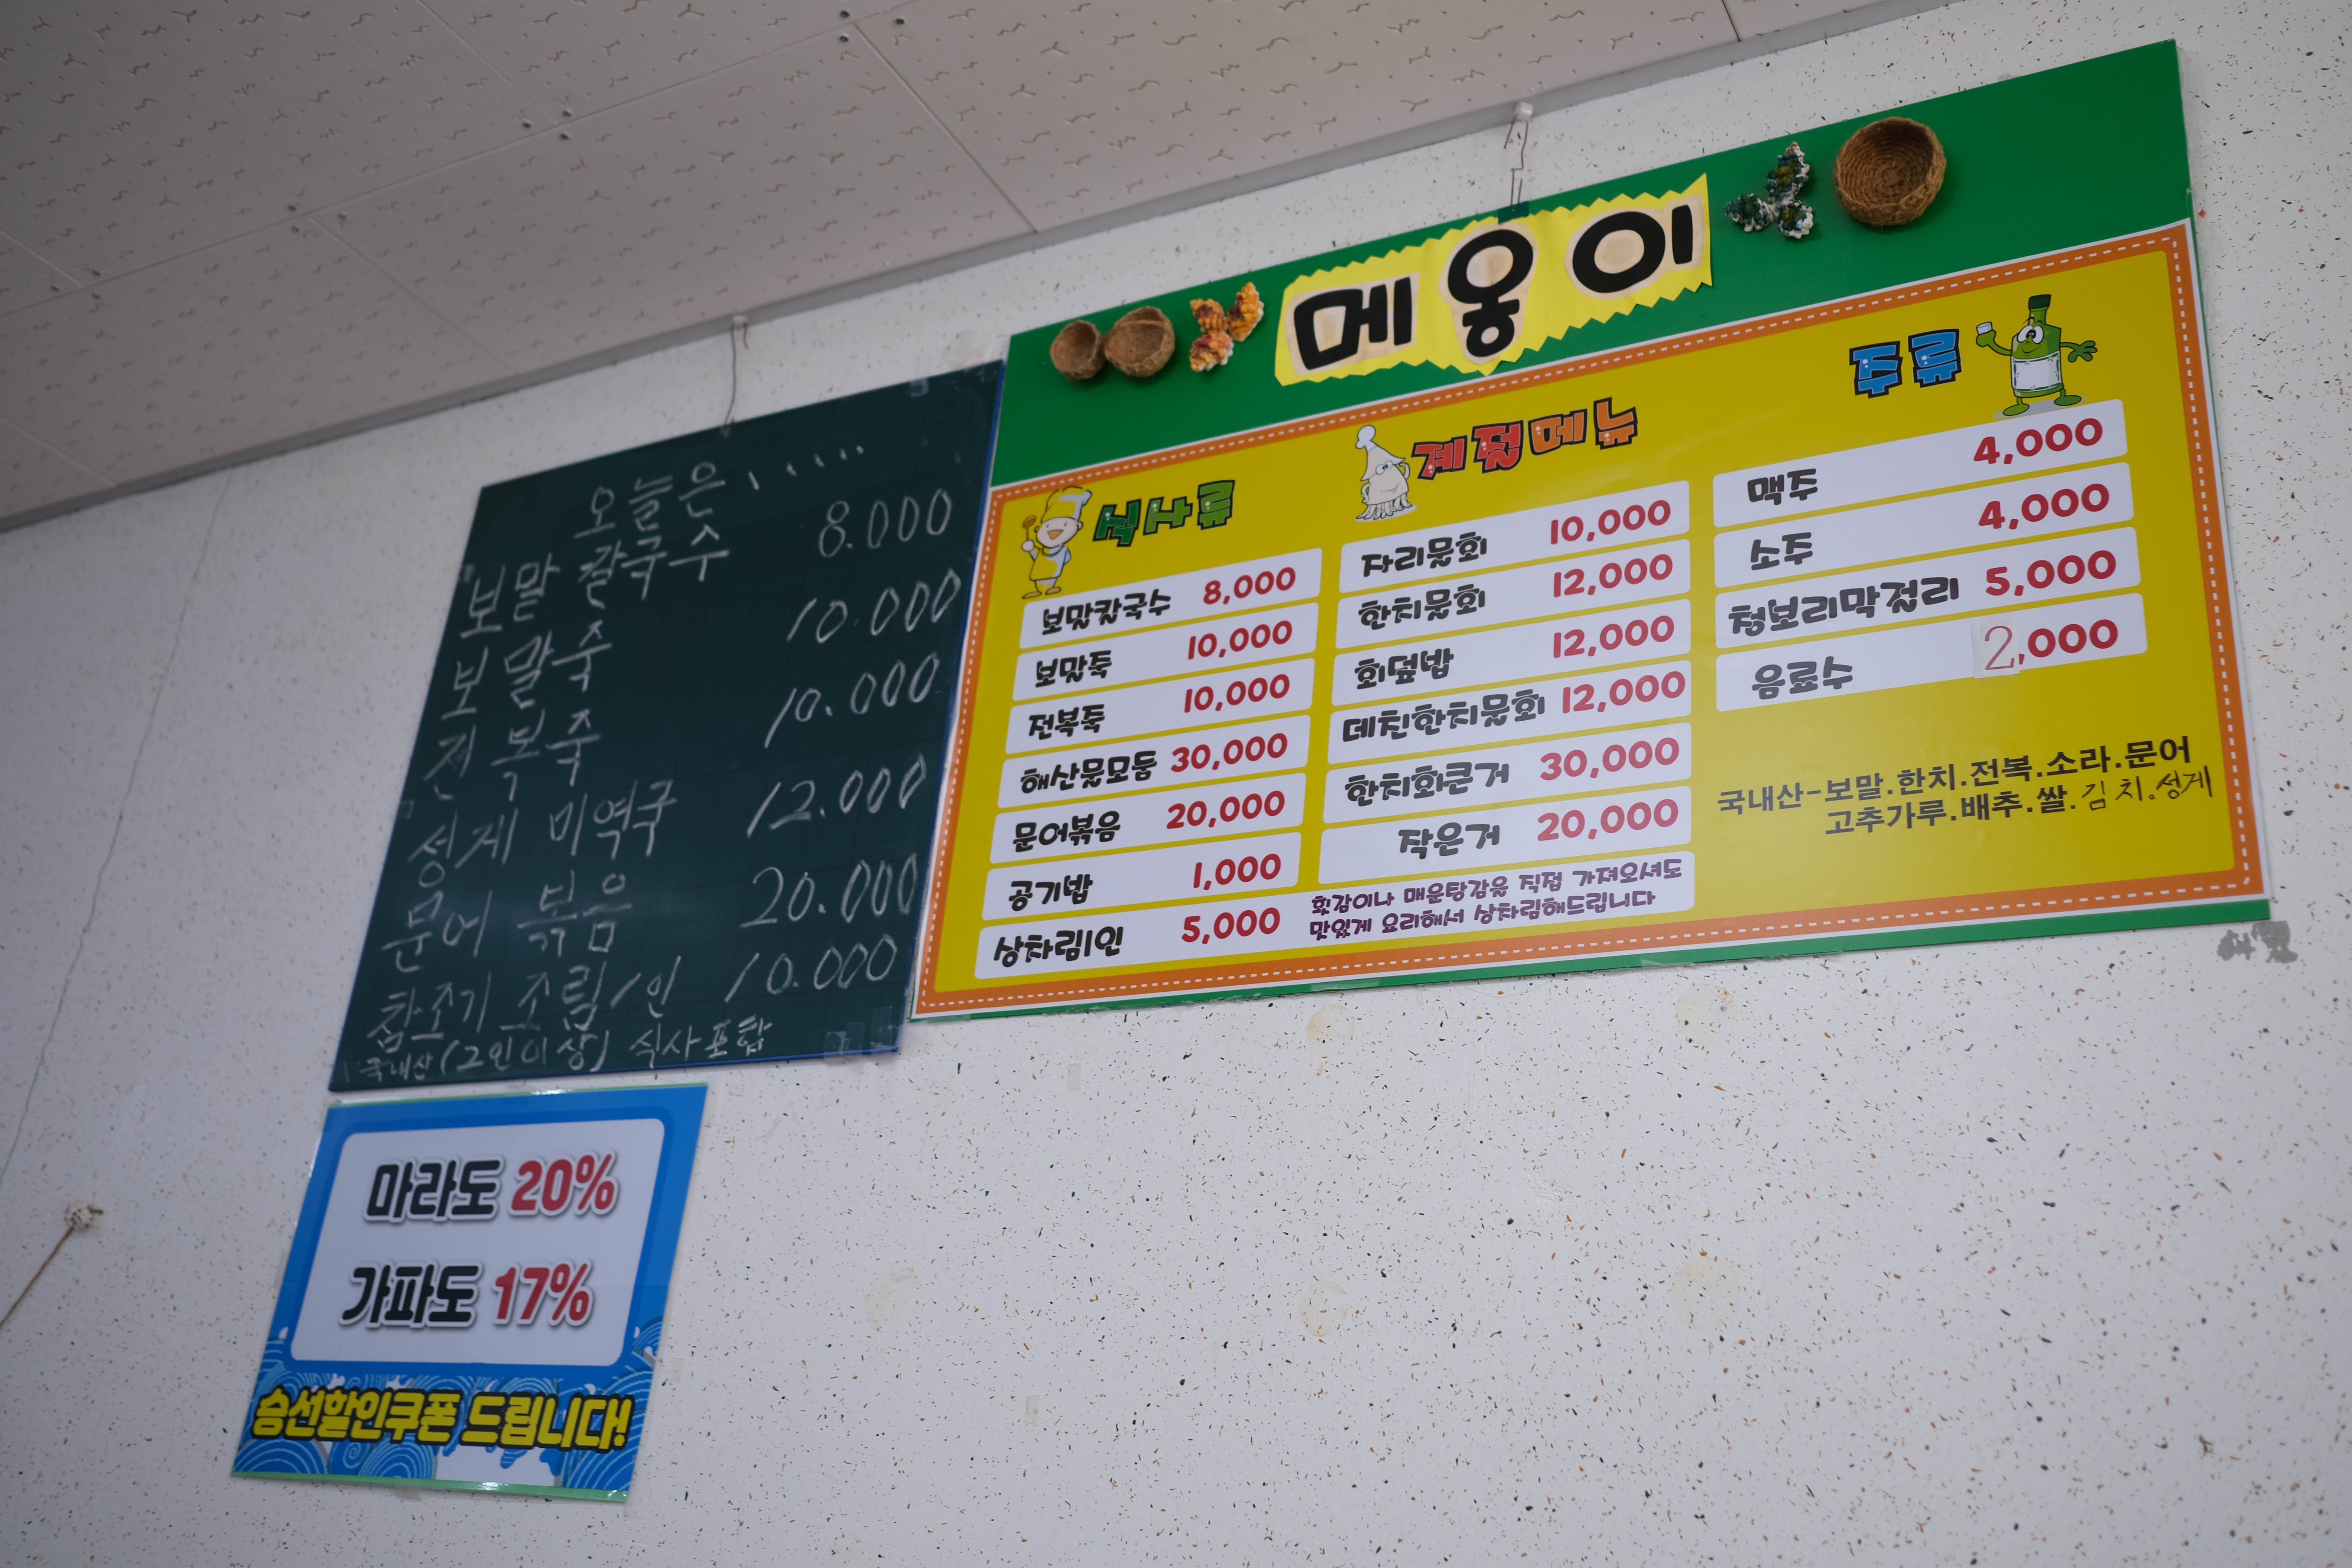 오늘은.....
보말 칼국수 8.000
보말죽 10.000
전복죽 10.000
성게 미역국 12.000
문어 볶음 20.000
참조기 조림/인 10.000
국내산(2인이상) 식사포함
메옹이
식사류
보말칼국수 8,000
보말죽 10,000
전복죽 10,000
해산물모둠 30,000
문어볶음 20,000
공기밥 1,000
상차림1인 5,000
횟감이나 매운탕감을 직접 가져오셔도
맛있게 요리해서 상차림해드립니다
계절메뉴
자리물회 10,000
한치물회 12,000
회덮밥 12,000
데친한치물회 12,000
한치회큰거 30,000
작은거 20,000
주류
맥주 4,000
소주 4,000
청보리막걸리 5,000
음료수 2,000
국내산-보말.한치.전복.소라.문어
고추가루.배추.쌀.김치.성게
마라도 20%
가파도 17%
승선할인쿠폰 드립니다!